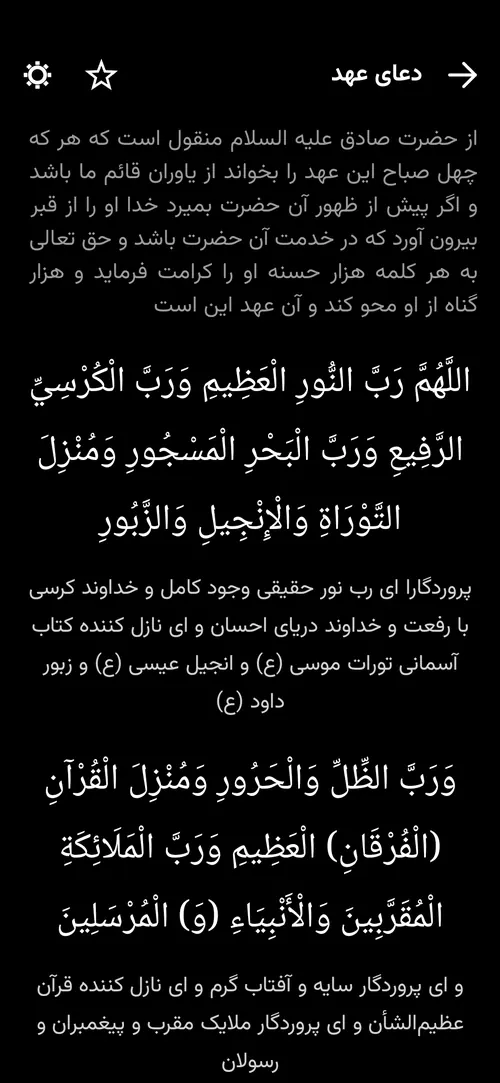 دعای عهد
از حضرت صادق علیه السلام منقول است که هر که
چهل صباح این عهد را بخواند از یاوران قائم ما باشد
و اگر پیش از ظهور آن حضرت بمیرد خدا او را از قبر
بیرون آورد که در خدمت آن حضرت باشد و حق تعالی
به هر کلمه هزار حسنه او را کرامت فرماید و هزار
گناه از او محو کند و آن عهد این است
اللَّهُمَّ رَبَّ النُّورِ الْعَظِيمِ وَرَبَّ الْكُرْسِيِّ
الرَّفِيعِ وَرَبَّ الْبَحْرِ الْمَسْجُورِ وَمُنْزِلَ
التَّوْرَاةِ وَالْإِنْجِيلِ وَالزَّبُورِ
پروردگارا ای رب نور حقیقی وجود کامل و خداوند کرسی
با رفعت و خداوند دریای احسان و ای نازل کننده کتاب
آسمانی تورات موسی (ع) و انجیل عیسی (ع) و زبور
داود (ع)
وَرَبَّ الظِّلِّ وَالْحَرُورِ وَمُنْزِلَ الْقُرْآنِ
(الْفُرْقَانِ) الْعَظِيمِ وَرَبَّ الْمَلَائِكَةِ
الْمُقَرَّبِينَ وَالْأَنْبِيَاءِ (وَ) الْمُرْسَلِينَ
و ای پروردگار سایه و آفتاب گرم و ای نازل کننده قرآن
عظیم‌الشأن و ای پروردگار ملایک مقرب و پیغمبران و
رسولان